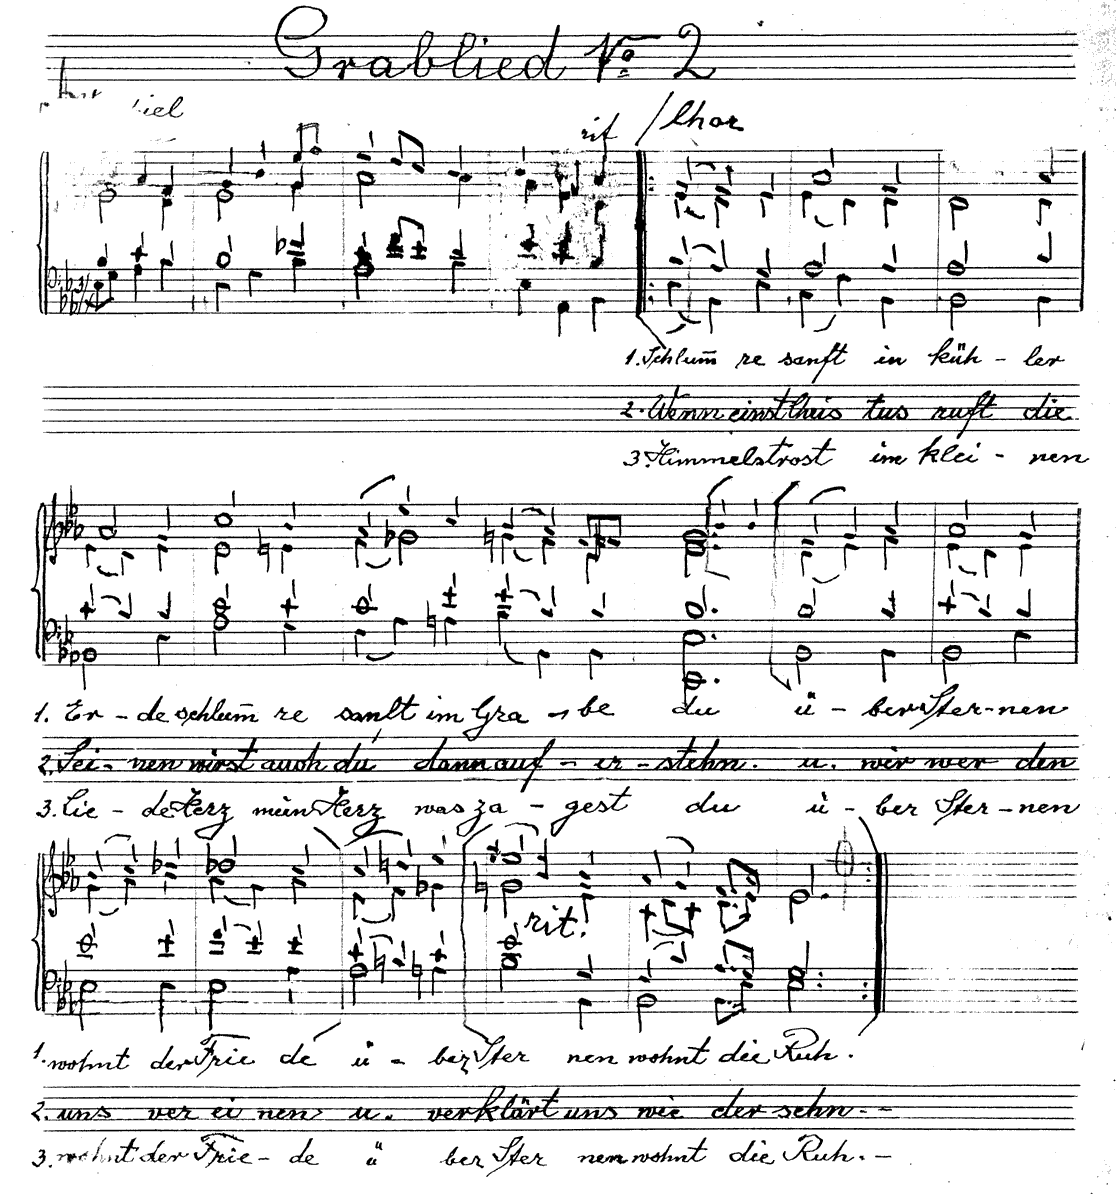 Grablied No 2
rit / Chor
1. Schlum̅ re sanft in küh - ler
2. Wenn einst Chris tus ruft die
3. Himmelstrost im klei - nen
1. Er - de schlum̅ re sanft im Gra - be du ü - ber Ster - nen
2. Sei - nen wirst auch du dann auf - er - stehn. u. wir wer den
3. Lie - de Herz mein Herz was za - gest du ü - ber Ster - nen
rit.
1. wohnt der Frie de ü - ber Ster nen wohnt die Ruh.
2. uns ver ei nen u. verklärt uns wie der sehn - -
3. wohnt der Frie - de ü ber Ster nen wohnt die Ruh. -